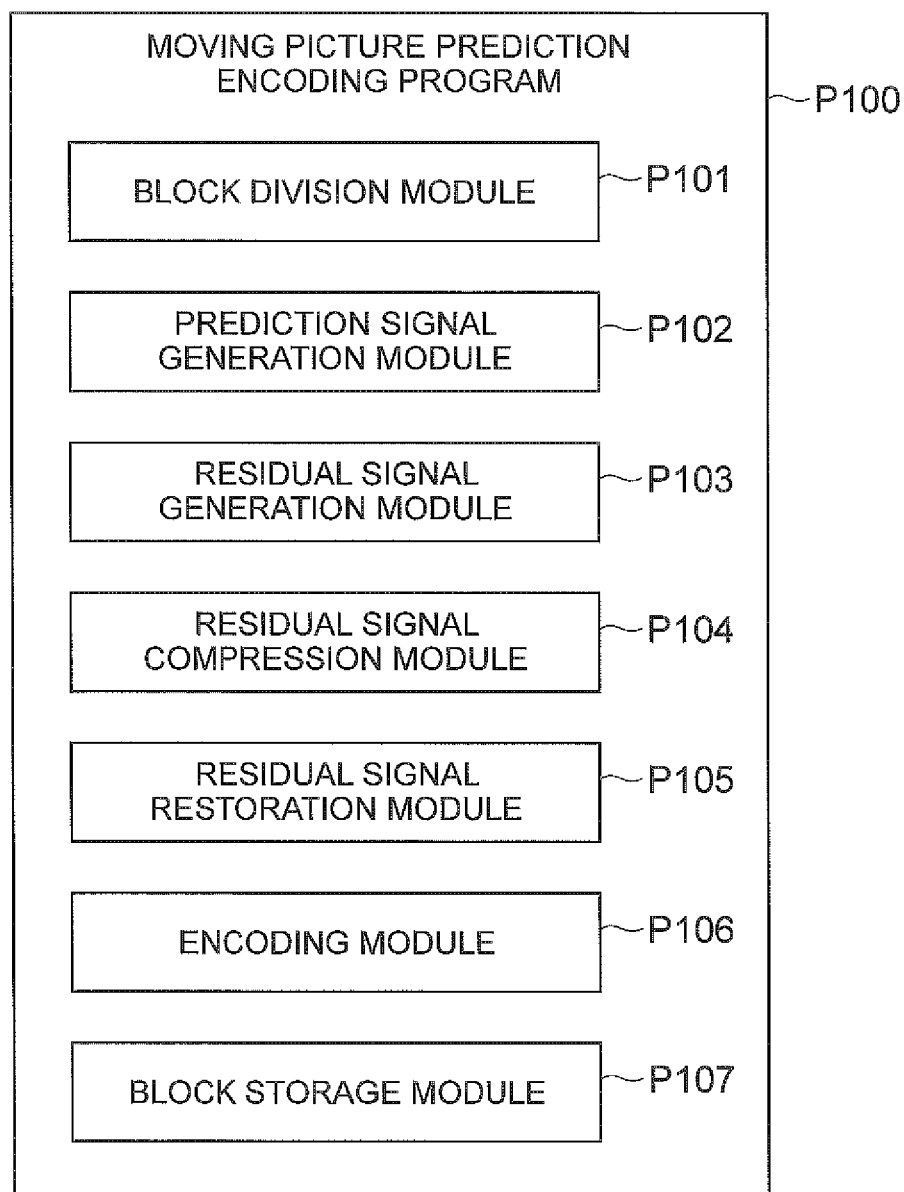 MOVING PICTURE PREDICTION
ENCODING PROGRAM
P100
BLOCK DIVISION MODULE
P101
PREDICTION SIGNAL
GENERATION MODULE
P102
RESIDUAL SIGNAL
GENERATION MODULE
P103
RESIDUAL SIGNAL
COMPRESSION MODULE
P104
RESIDUAL SIGNAL
RESTORATION MODULE
P105
ENCODING MODULE
P106
BLOCK STORAGE MODULE
P107